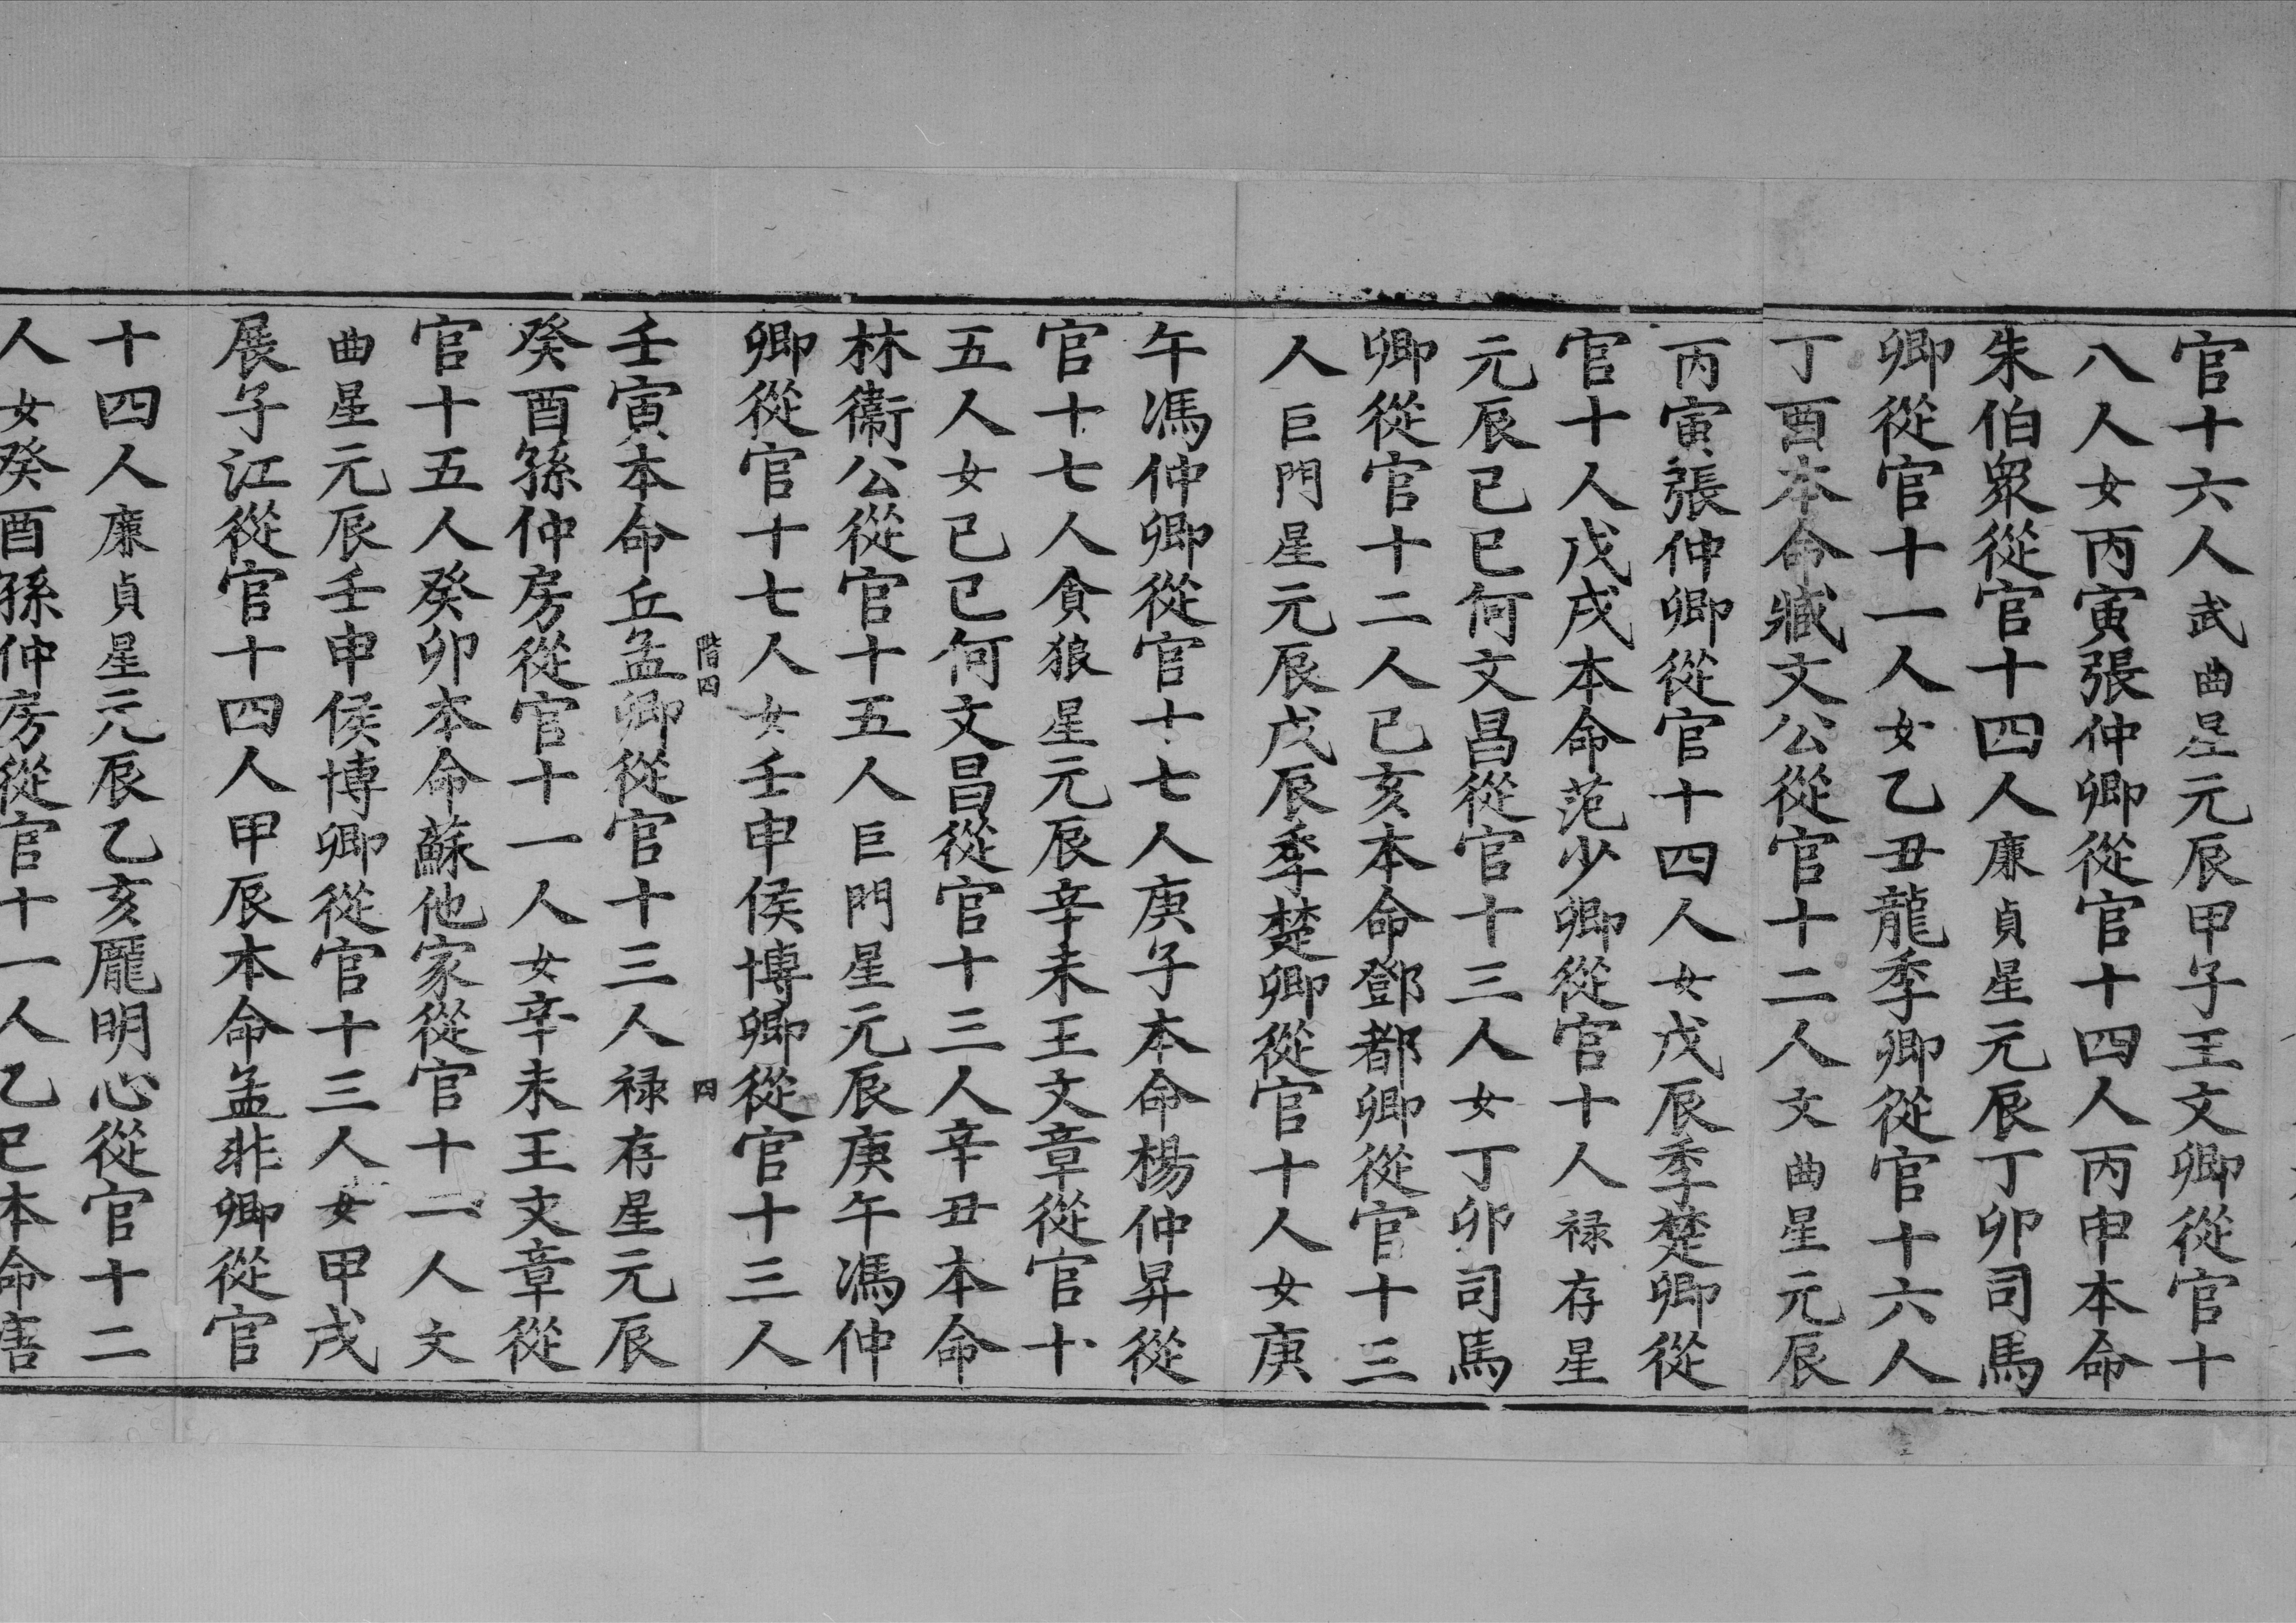 官十六人武曲星元辰甲子王文卿從官十
八人女丙寅張仲卿從官十四人丙申本命
朱伯衆從官十四人廉貞星元辰丁卯司馬
卿從官十一人女乙丑龍季卿從官十六人
丁酉本命臧文公從官十二人文曲星元辰
丙寅張仲卿從官十四人女戊辰季楚卿從
官十人戊戌本命范少卿從官十人禄存星
元辰己巳何文昌從官十三人女丁卯司馬
卿從官十二人己亥本命鄧都卿從官十三
人巨門星元辰戊辰季楚卿從官十人女庚
午馮仲卿從官十七人庚子本命楊仲昇從
官十七人貪狼星元辰辛未王文章從官十
五人女己巳何文昌從官十三人辛丑本命
林衞公從官十五人巨門星元辰庚午馮仲
卿從官十七人女壬申侯博卿從官十三人
階四 四
壬寅本命丘孟卿從官十三人禄存星元辰
癸酉孫仲房從官十一人女辛未王文章從
官十五人癸卯本命蘇他家從官十一人文
曲星元辰壬申侯博卿從官十三人女甲戌
展子江從官十四人甲辰本命孟非卿從官
十四人廉貞星元辰乙亥龐明心從官十二
人女癸酉孫仲房從官十一人乙巳本命